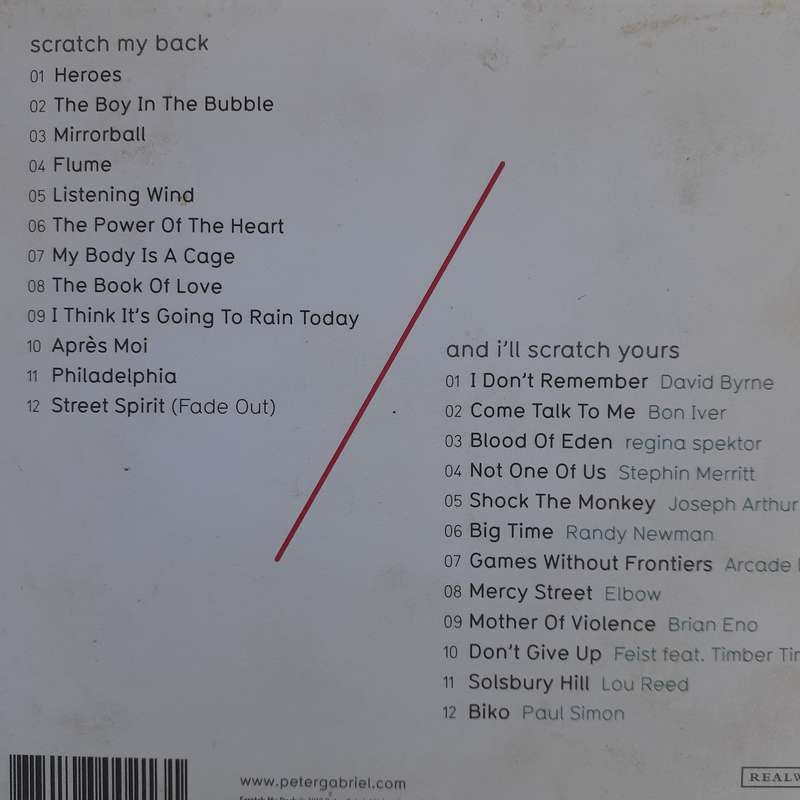 scratch my back
01 Heroes
02 The Boy In The Bubble
03 Mirrorball
04 Flume
05 Listening Wind
06 The Power Of The Heart
07 My Body Is A Cage
08 The Book Of Love
09 I Think It's Going To Rain Today
10 Après Moi
11 Philadelphia
12 Street Spirit (Fade Out)
and i'll scratch yours
01 I Don't Remember David Byrne
02 Come Talk To Me Bon Iver
03 Blood Of Eden regina spektor
04 Not One Of Us Stephin Merritt
05 Shock The Monkey Joseph Arthur
06 Big Time Randy Newman
07 Games Without Frontiers Arcade
08 Mercy Street Elbow
09 Mother Of Violence Brian Eno
10 Don't Give Up Feist feat. Timber
11 Solsbury Hill Lou Reed
12 Biko Paul Simon
www.petergabriel.com